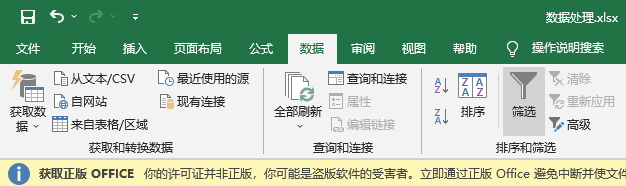 数据处理.xlsx
文件 开始 插入 页面布局 公式 数据 审阅 视图 帮助 操作说明搜索
获取数据
从文本/CSV
自网站
来自表格/区域
最近使用的源
现有连接
获取和转换数据
全部刷新
查询和连接
属性
编辑链接
查询和连接
排序
筛选
清除
重新应用
高级
排序和筛选
获取正版 OFFICE 你的许可证并非正版，你可能是盗版软件的受害者。立即通过正版 Office 避免中断并使文件